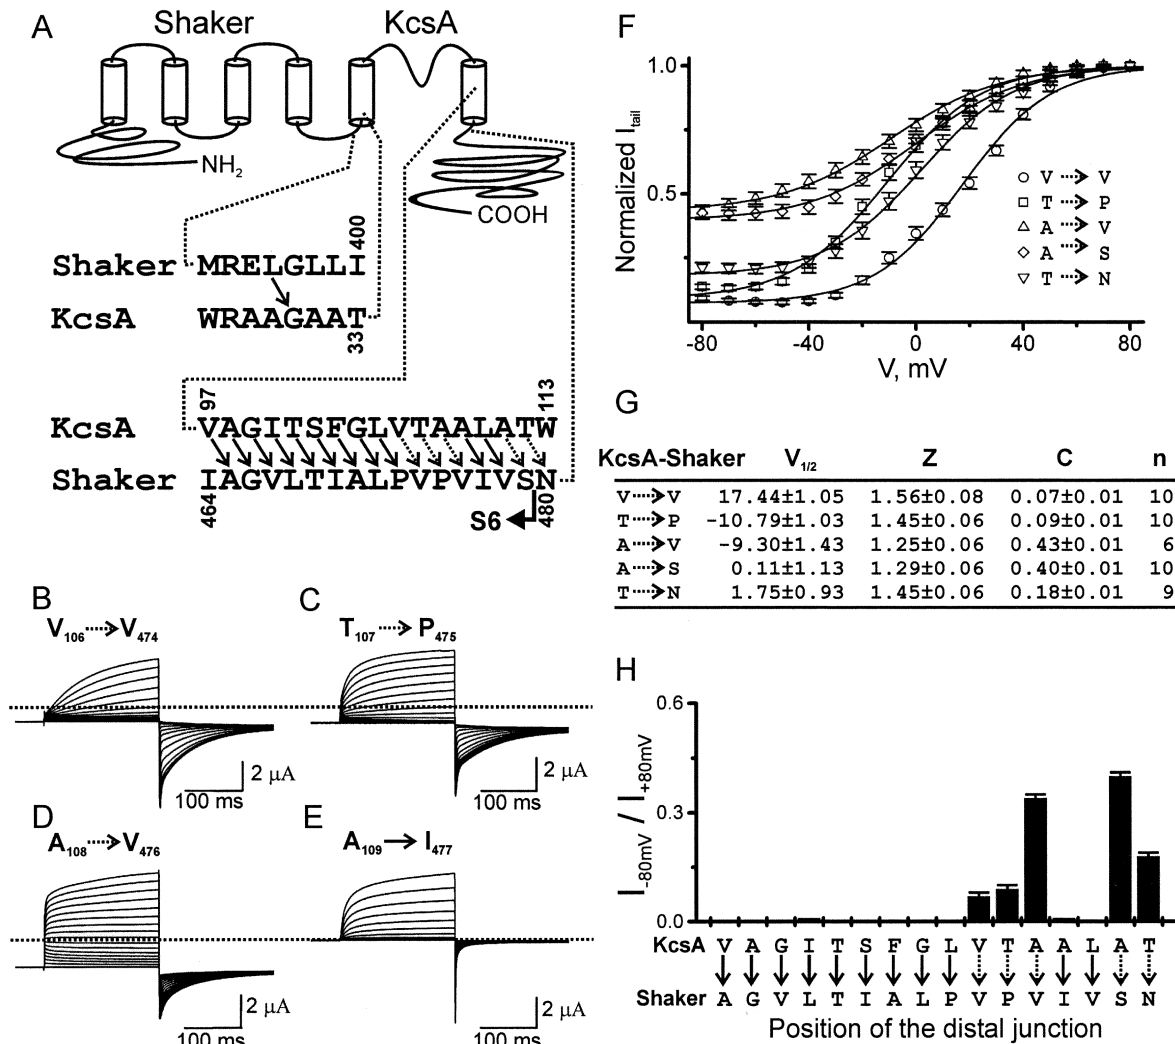 A
Shaker
KcsA
NH2
COOH
400
Shaker MRELGLLI
KcsA WRAAGAAT
33
97
113
KcsA VAGITSFGLVTAALATW
Shaker IAGVLTIALPVPVIVSN
464
S6
480
B
V106 ⇢ V474
2 μA
100 ms
C
T107 ⇢ P475
2 μA
100 ms
D
A108 ⇢ V476
2 μA
100 ms
E
A109 → I477
2 μA
100 ms
F
Normalized Itail
1.0
0.5
V ⇢ V
T ⇢ P
A ⇢ V
A ⇢ S
T ⇢ N
-80 -40 0 40 80
V, mV
G
KcsA-Shaker V1/2 Z C n
V ⇢ V 17.44±1.05 1.56±0.08 0.07±0.01 10
T ⇢ P -10.79±1.03 1.45±0.06 0.09±0.01 10
A ⇢ V -9.30±1.43 1.25±0.06 0.43±0.01 6
A ⇢ S 0.11±1.13 1.29±0.06 0.40±0.01 10
T ⇢ N 1.75±0.93 1.45±0.06 0.18±0.01 9
H
I-80mV / I+80mV
0.6
0.3
0.0
KcsA V A G I T S F G L V T A A L A T
Shaker A G V L T I A L P V P V I V S N
Position of the distal junction